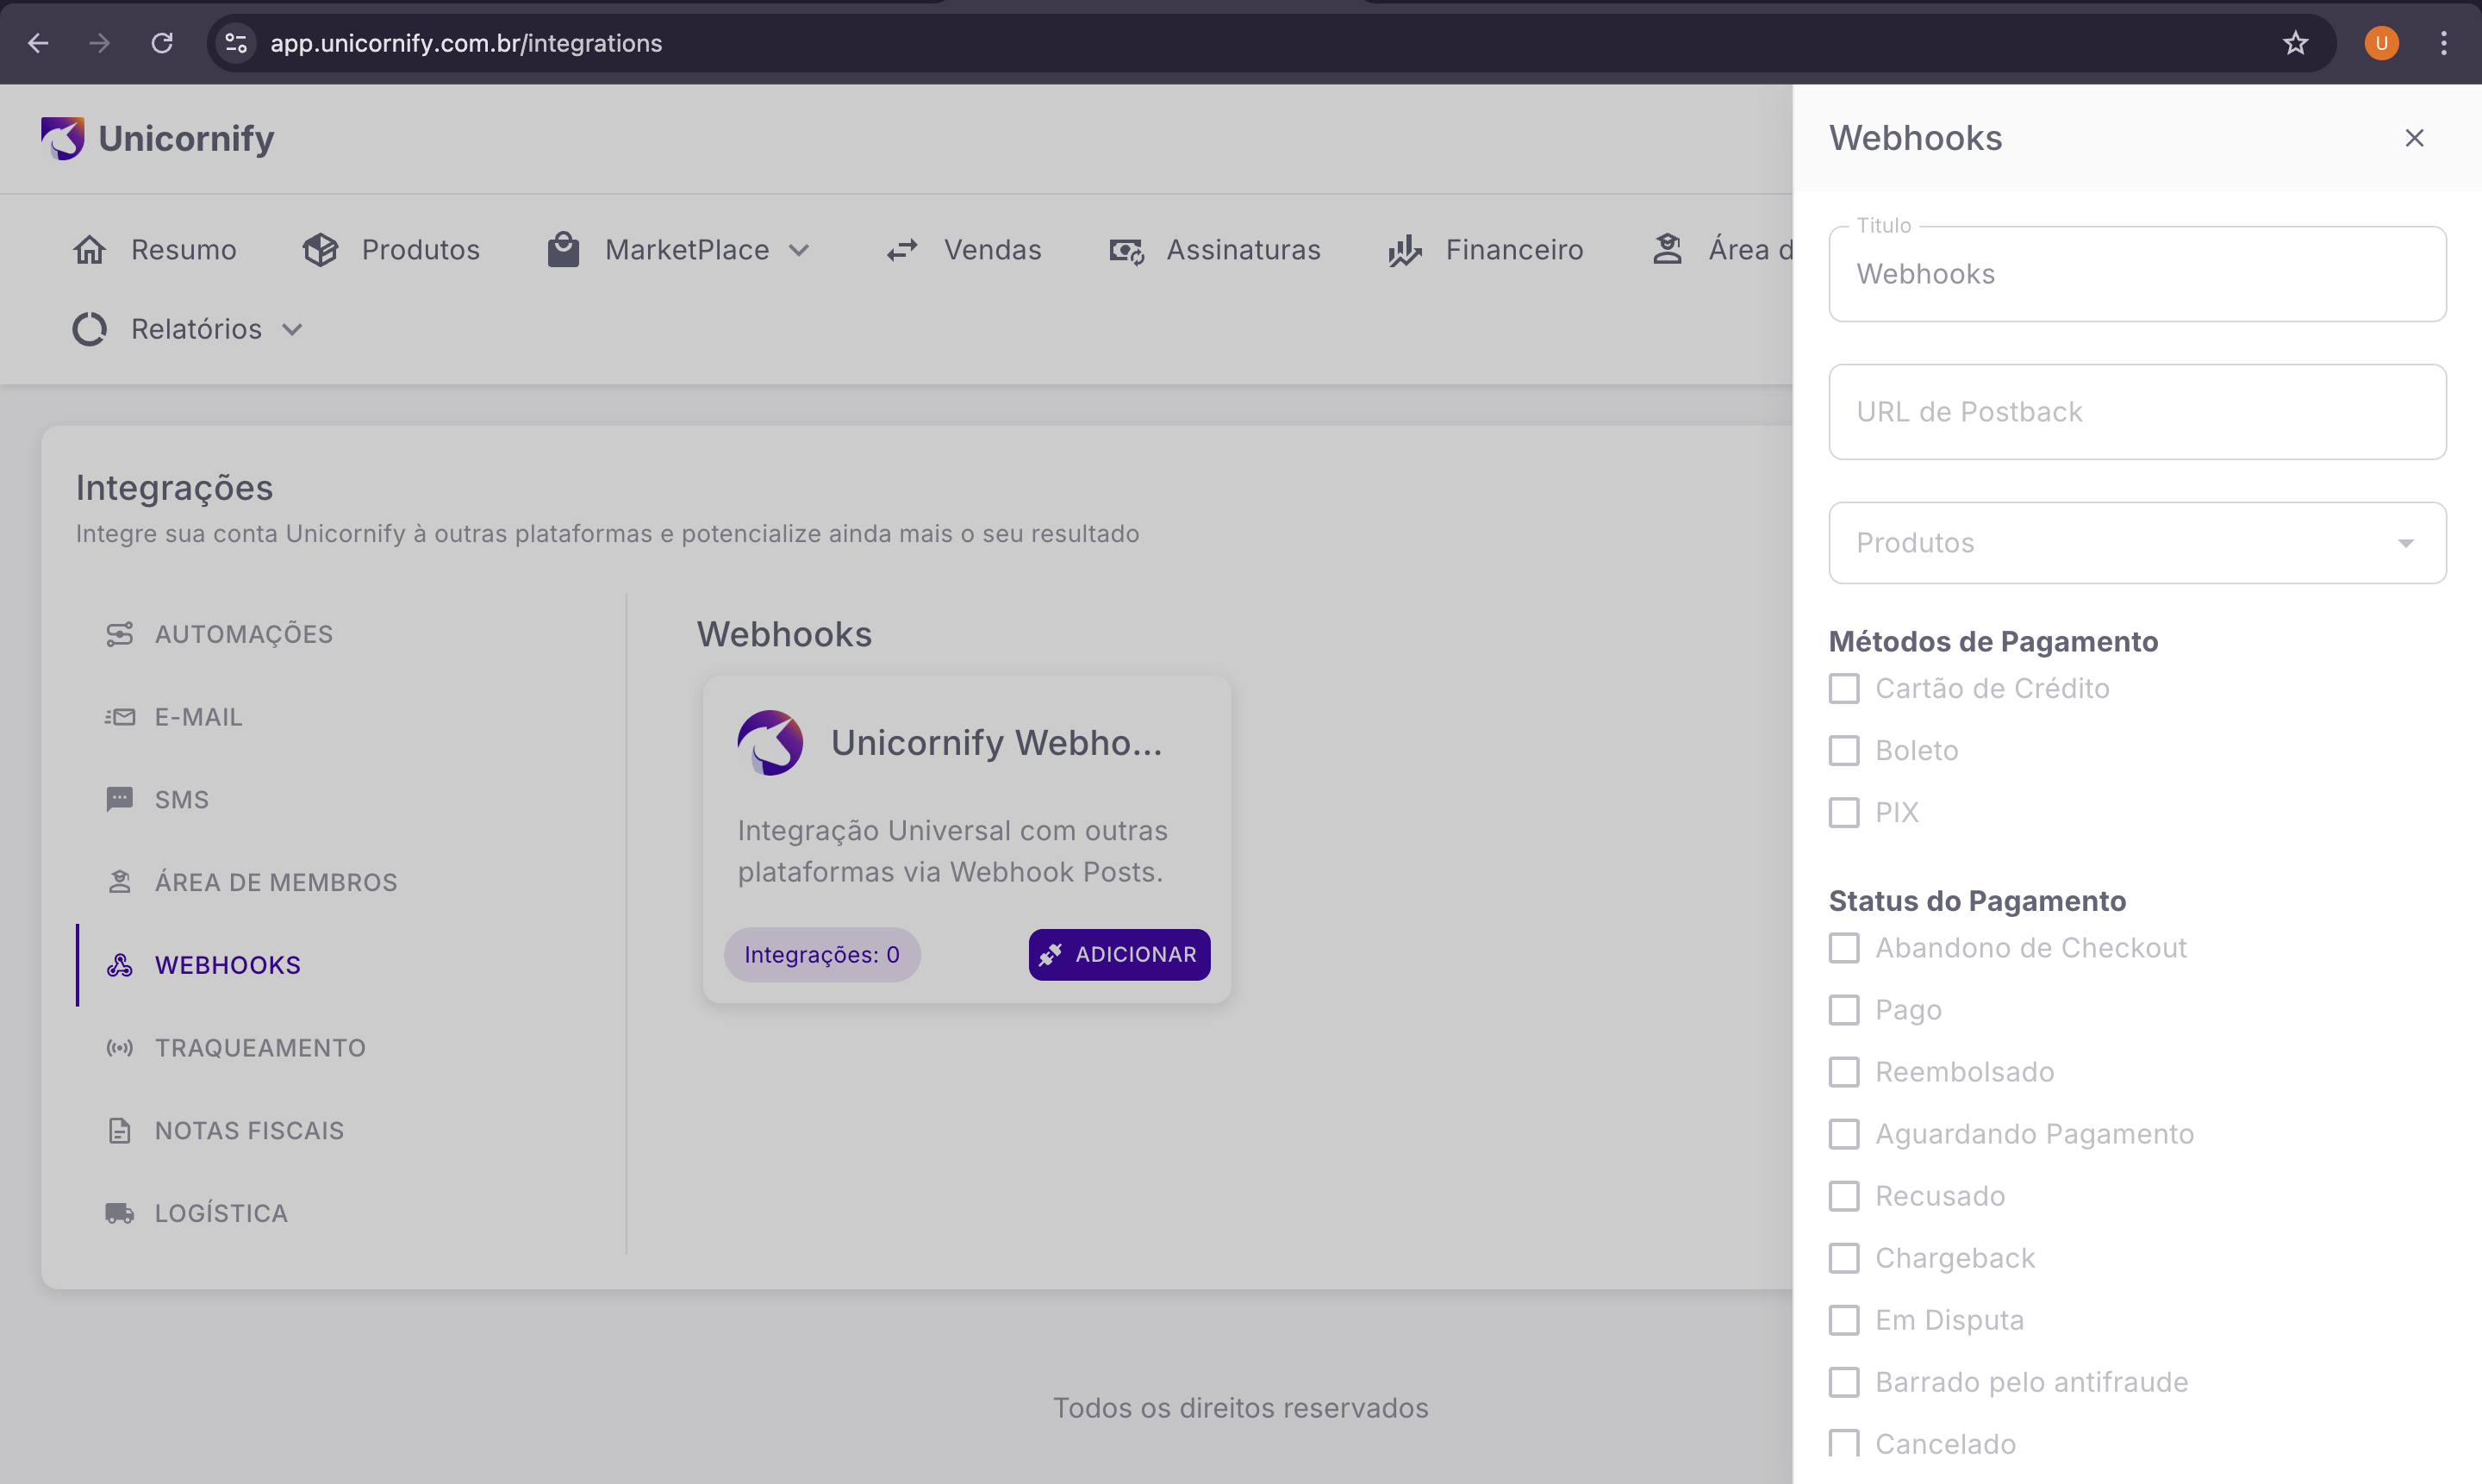 app.unicornify.com.br/integrations
U
Unicornify
Resumo
Produtos
MarketPlace
Vendas
Assinaturas
Financeiro
Área d
Relatórios
Integrações
Integre sua conta Unicornify à outras plataformas e potencialize ainda mais o seu resultado
AUTOMAÇÕES
E-MAIL
SMS
ÁREA DE MEMBROS
WEBHOOKS
TRAQUEAMENTO
NOTAS FISCAIS
LOGÍSTICA
Webhooks
Unicornify Webho...
Integração Universal com outras
plataformas via Webhook Posts.
Integrações: 0
ADICIONAR
Todos os direitos reservados
Webhooks
Titulo
Webhooks
URL de Postback
Produtos
Métodos de Pagamento
Cartão de Crédito
Boleto
PIX
Status do Pagamento
Abandono de Checkout
Pago
Reembolsado
Aguardando Pagamento
Recusado
Chargeback
Em Disputa
Barrado pelo antifraude
Cancelado